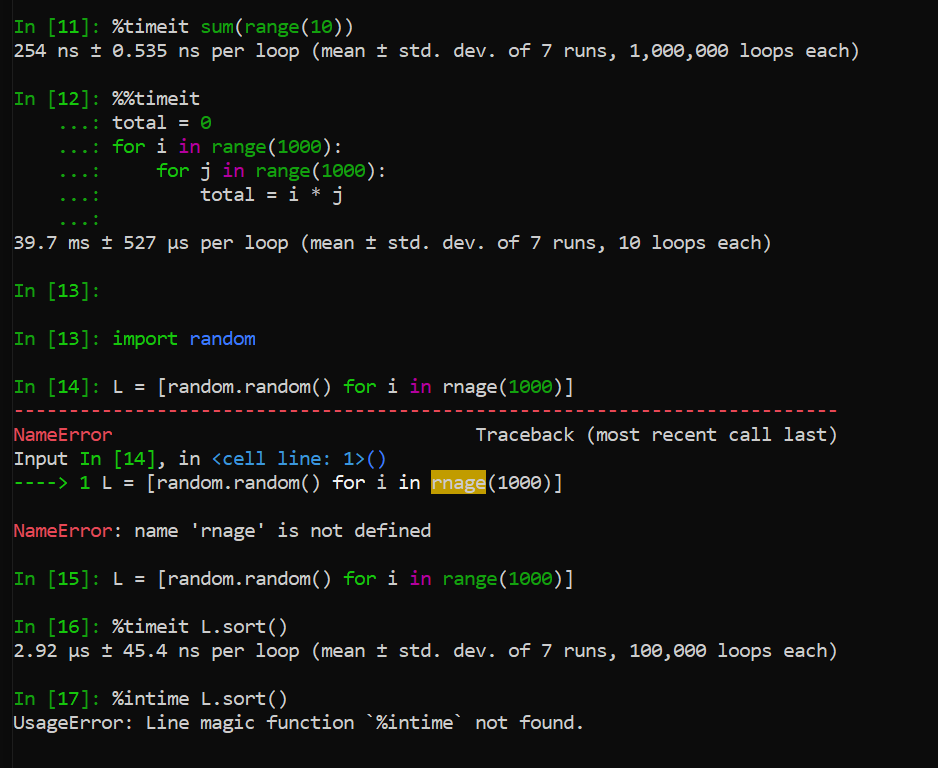 In [11]: %timeit sum(range(10))
254 ns ± 0.535 ns per loop (mean ± std. dev. of 7 runs, 1,000,000 loops each)
In [12]: %%timeit
    ...: total = 0
    ...: for i in range(1000):
    ...:     for j in range(1000):
    ...:         total = i * j
    ...:
39.7 ms ± 527 µs per loop (mean ± std. dev. of 7 runs, 10 loops each)
In [13]:
In [13]: import random
In [14]: L = [random.random() for i in rnage(1000)]
---------------------------------------------------------------------------
NameError                                 Traceback (most recent call last)
Input In [14], in <cell line: 1>()
----> 1 L = [random.random() for i in rnage(1000)]
NameError: name 'rnage' is not defined
In [15]: L = [random.random() for i in range(1000)]
In [16]: %timeit L.sort()
2.92 µs ± 45.4 ns per loop (mean ± std. dev. of 7 runs, 100,000 loops each)
In [17]: %intime L.sort()
UsageError: Line magic function `%intime` not found.